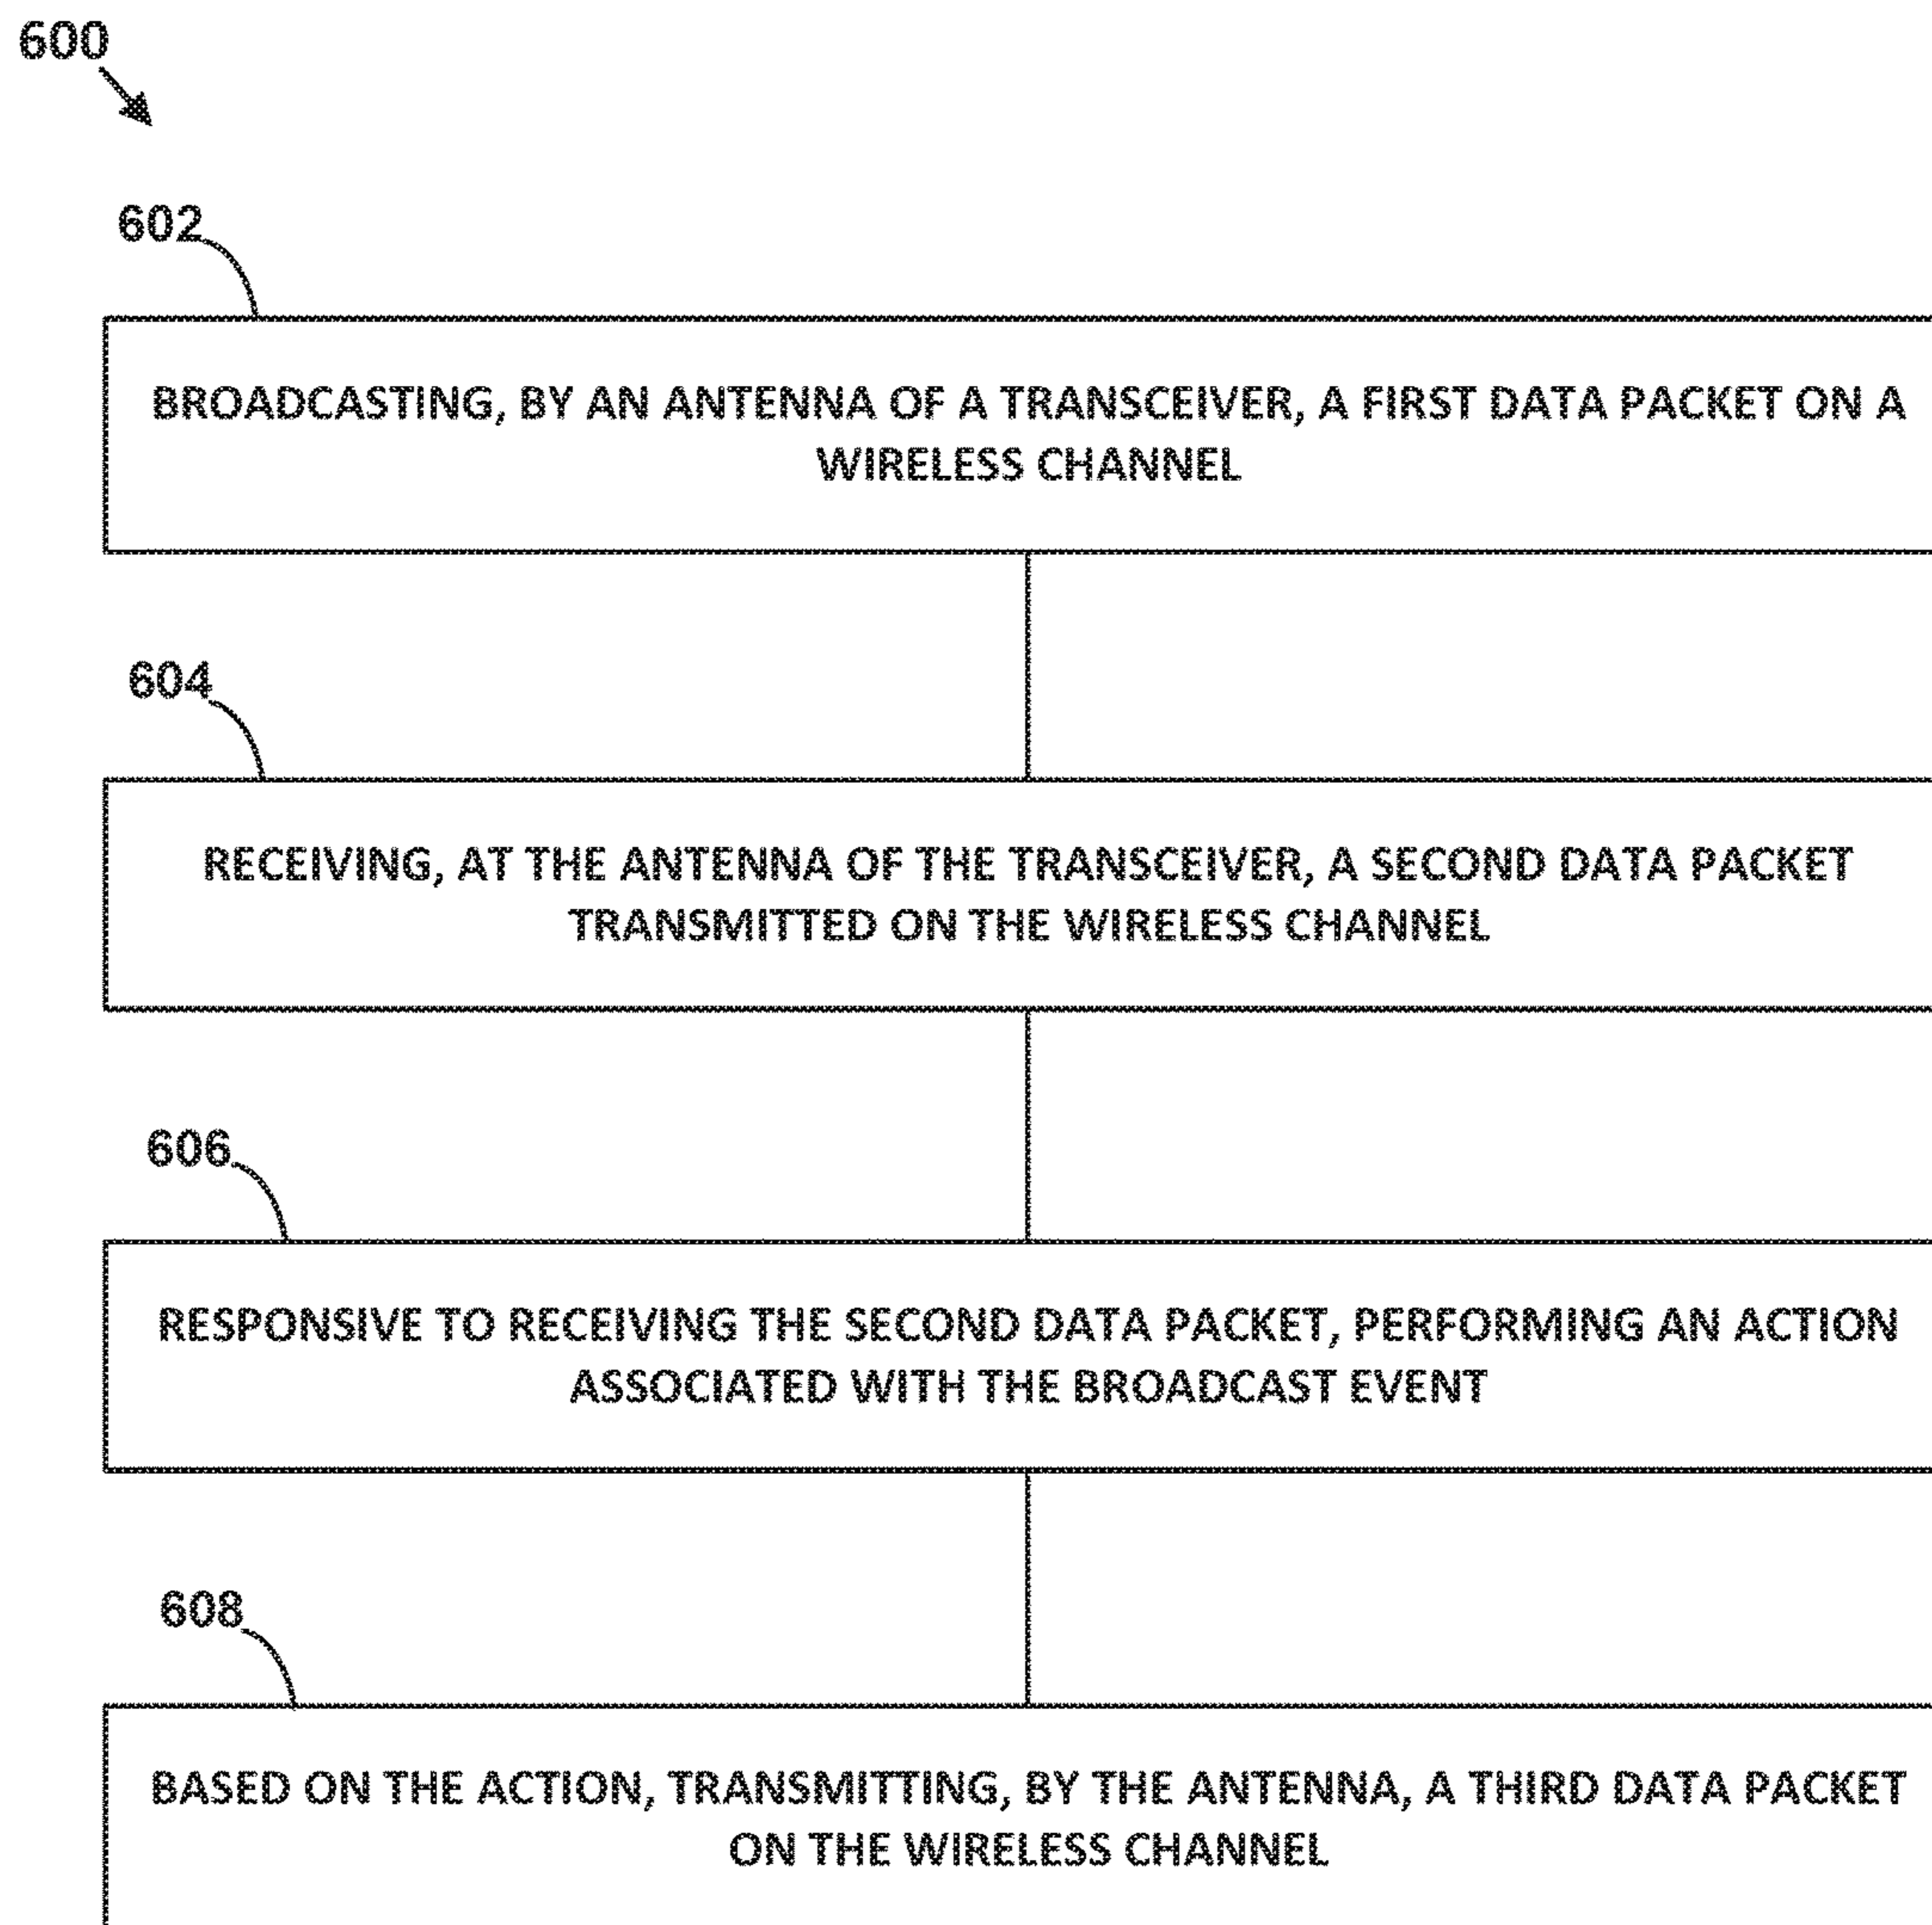 600
602
BROADCASTING, BY AN ANTENNA OF A TRANSCEIVER, A FIRST DATA PACKET ON A
WIRELESS CHANNEL
604
RECEIVING, AT THE ANTENNA OF THE TRANSCEIVER, A SECOND DATA PACKET
TRANSMITTED ON THE WIRELESS CHANNEL
606
RESPONSIVE TO RECEIVING THE SECOND DATA PACKET, PERFORMING AN ACTION
ASSOCIATED WITH THE BROADCAST EVENT
608
BASED ON THE ACTION, TRANSMITTING, BY THE ANTENNA, A THIRD DATA PACKET
ON THE WIRELESS CHANNEL